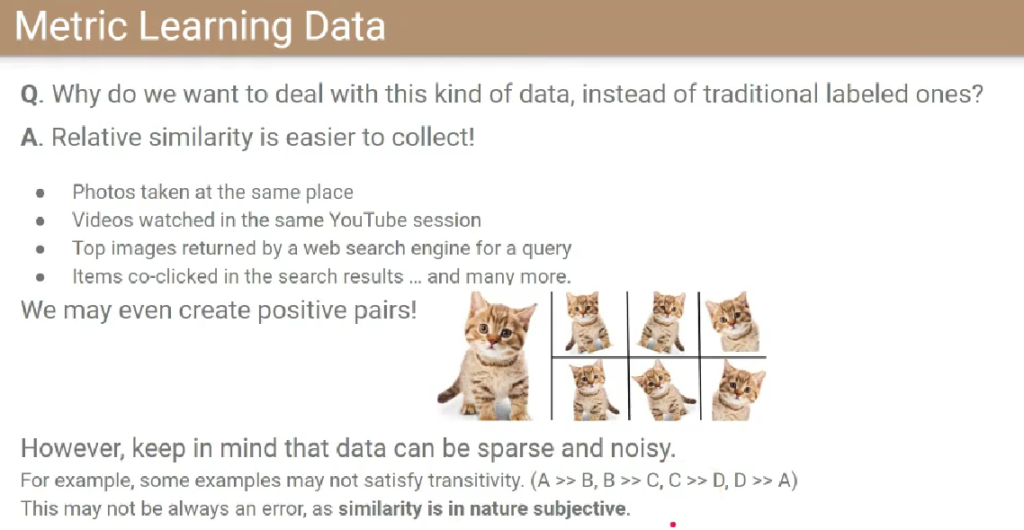 Metric Learning Data
Q. Why do we want to deal with this kind of data, instead of traditional labeled ones?
A. Relative similarity is easier to collect!
• Photos taken at the same place
• Videos watched in the same YouTube session
• Top images returned by a web search engine for a query
• Items co-clicked in the search results ... and many more.
We may even create positive pairs!
However, keep in mind that data can be sparse and noisy.
For example, some examples may not satisfy transitivity. (A >> B, B >> C, C >> D, D >> A)
This may not be always an error, as similarity is in nature subjective.